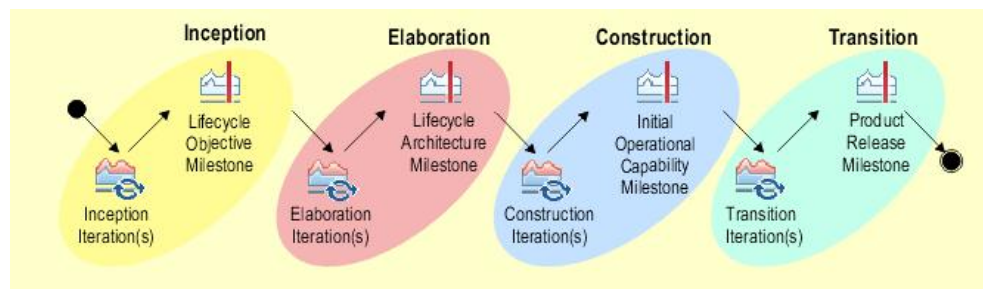 Inception
Elaboration
Construction
Transition
Lifecycle
Objective
Milestone
Inception
Iteration(s)
Lifecycle
Architecture
Milestone
Elaboration
Iteration(s)
Initial
Operational
Capability
Milestone
Construction
Iteration(s)
Product
Release
Milestone
Transition
Iteration(s)